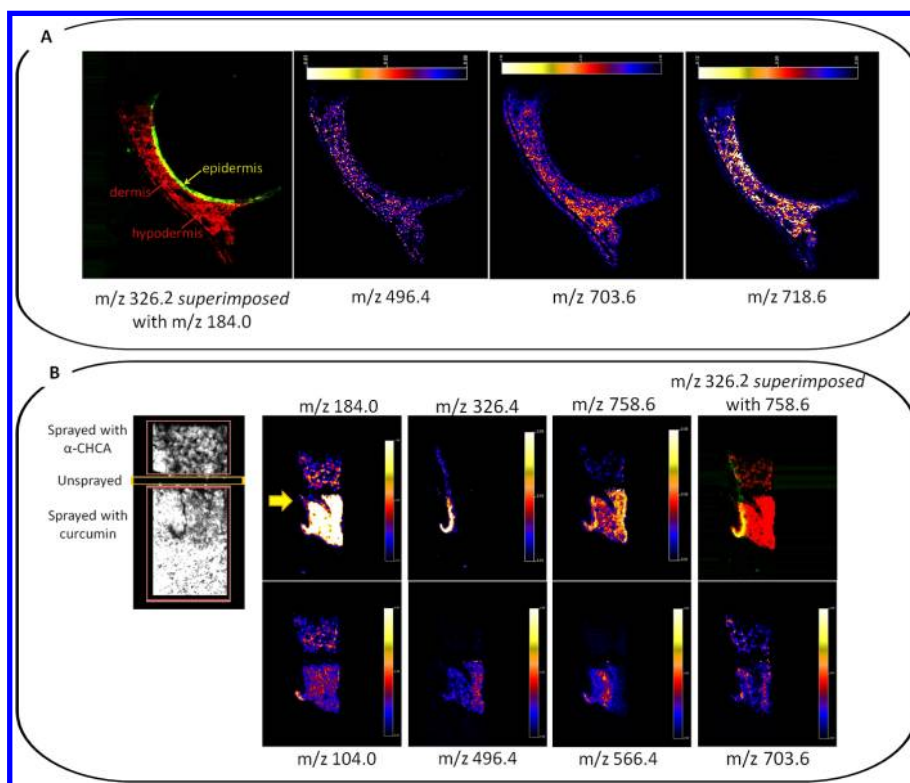 A
epidermis
dermis
hypodermis
m/z 326.2 superimposed
with m/z 184.0
m/z 496.4
m/z 703.6
m/z 718.6
B
Sprayed with
α-CHCA
Unsprayed
Sprayed with
curcumin
m/z 184.0
m/z 326.4
m/z 758.6
m/z 326.2 superimposed
with 758.6
m/z 104.0
m/z 496.4
m/z 566.4
m/z 703.6